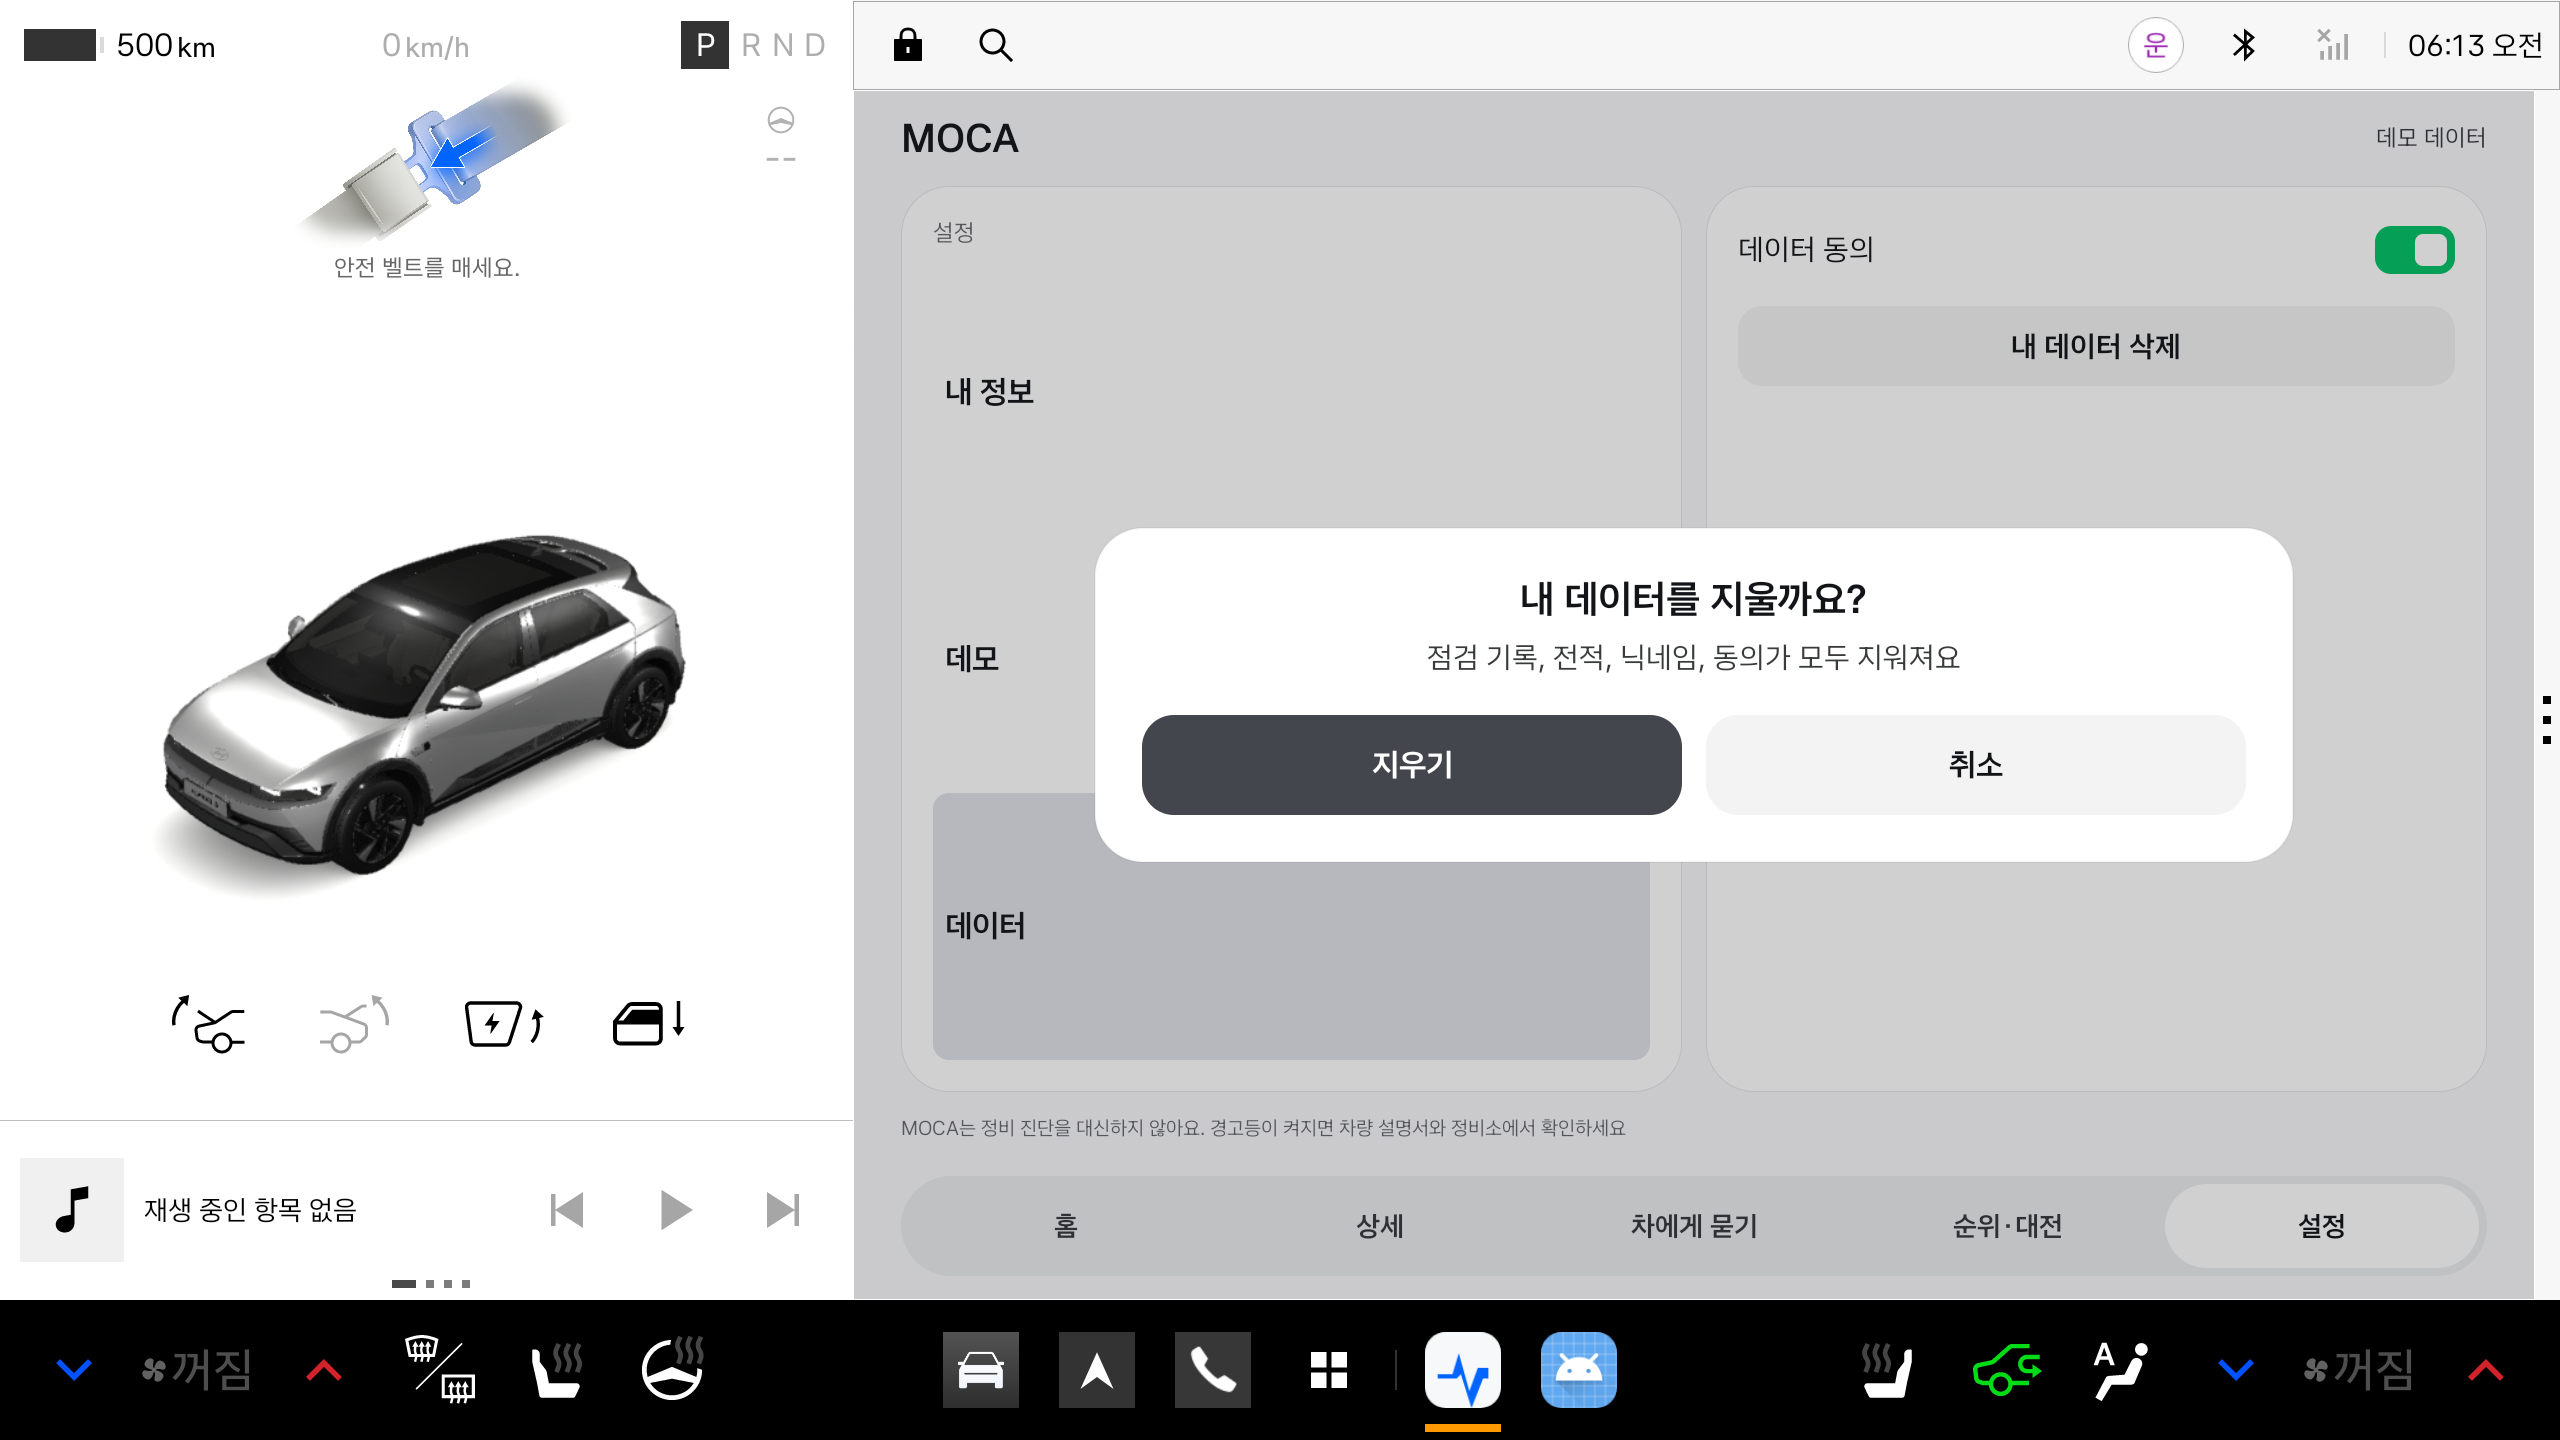 500 km
0 km/h
P R N D
운
06:13 오전
안전 벨트를 매세요.
MOCA
데모 데이터
설정
내 정보
데모
데이터
데이터 동의
내 데이터 삭제
내 데이터를 지울까요?
점검 기록, 전적, 닉네임, 동의가 모두 지워져요
지우기
취소
MOCA는 정비 진단을 대신하지 않아요. 경고등이 켜지면 차량 설명서와 정비소에서 확인하세요
재생 중인 항목 없음
홈
상세
차에게 묻기
순위·대전
설정
꺼짐
A
꺼짐